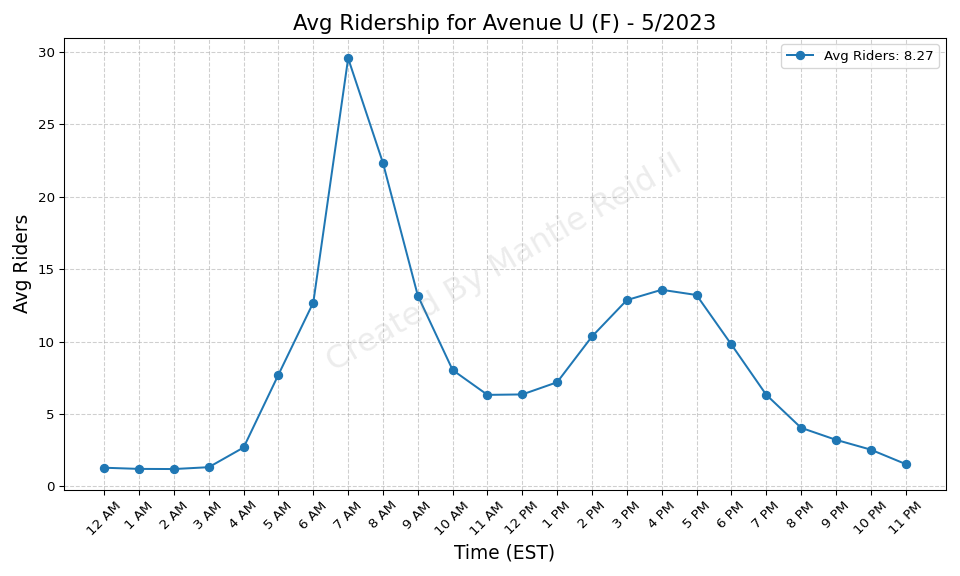 Avg Ridership for Avenue U (F) - 5/2023
Avg Riders: 8.27
30
25
20
15
10
5
0
Avg Riders
Created By Mantie Reid II
12 AM
1 AM
2 AM
3 AM
4 AM
5 AM
6 AM
7 AM
8 AM
9 AM
10 AM
11 AM
12 PM
1 PM
2 PM
3 PM
4 PM
5 PM
6 PM
7 PM
8 PM
9 PM
10 PM
11 PM
Time (EST)